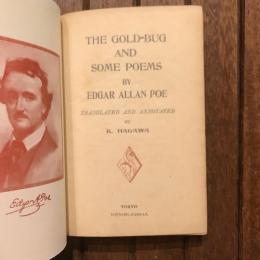 Edgar A Poe
THE GOLD-BUG
AND
SOME POEMS
BY
EDGAR ALLAN POE
TRANSLATED AND ANNOTATED
BY
K. HAGAWA
TOKYO